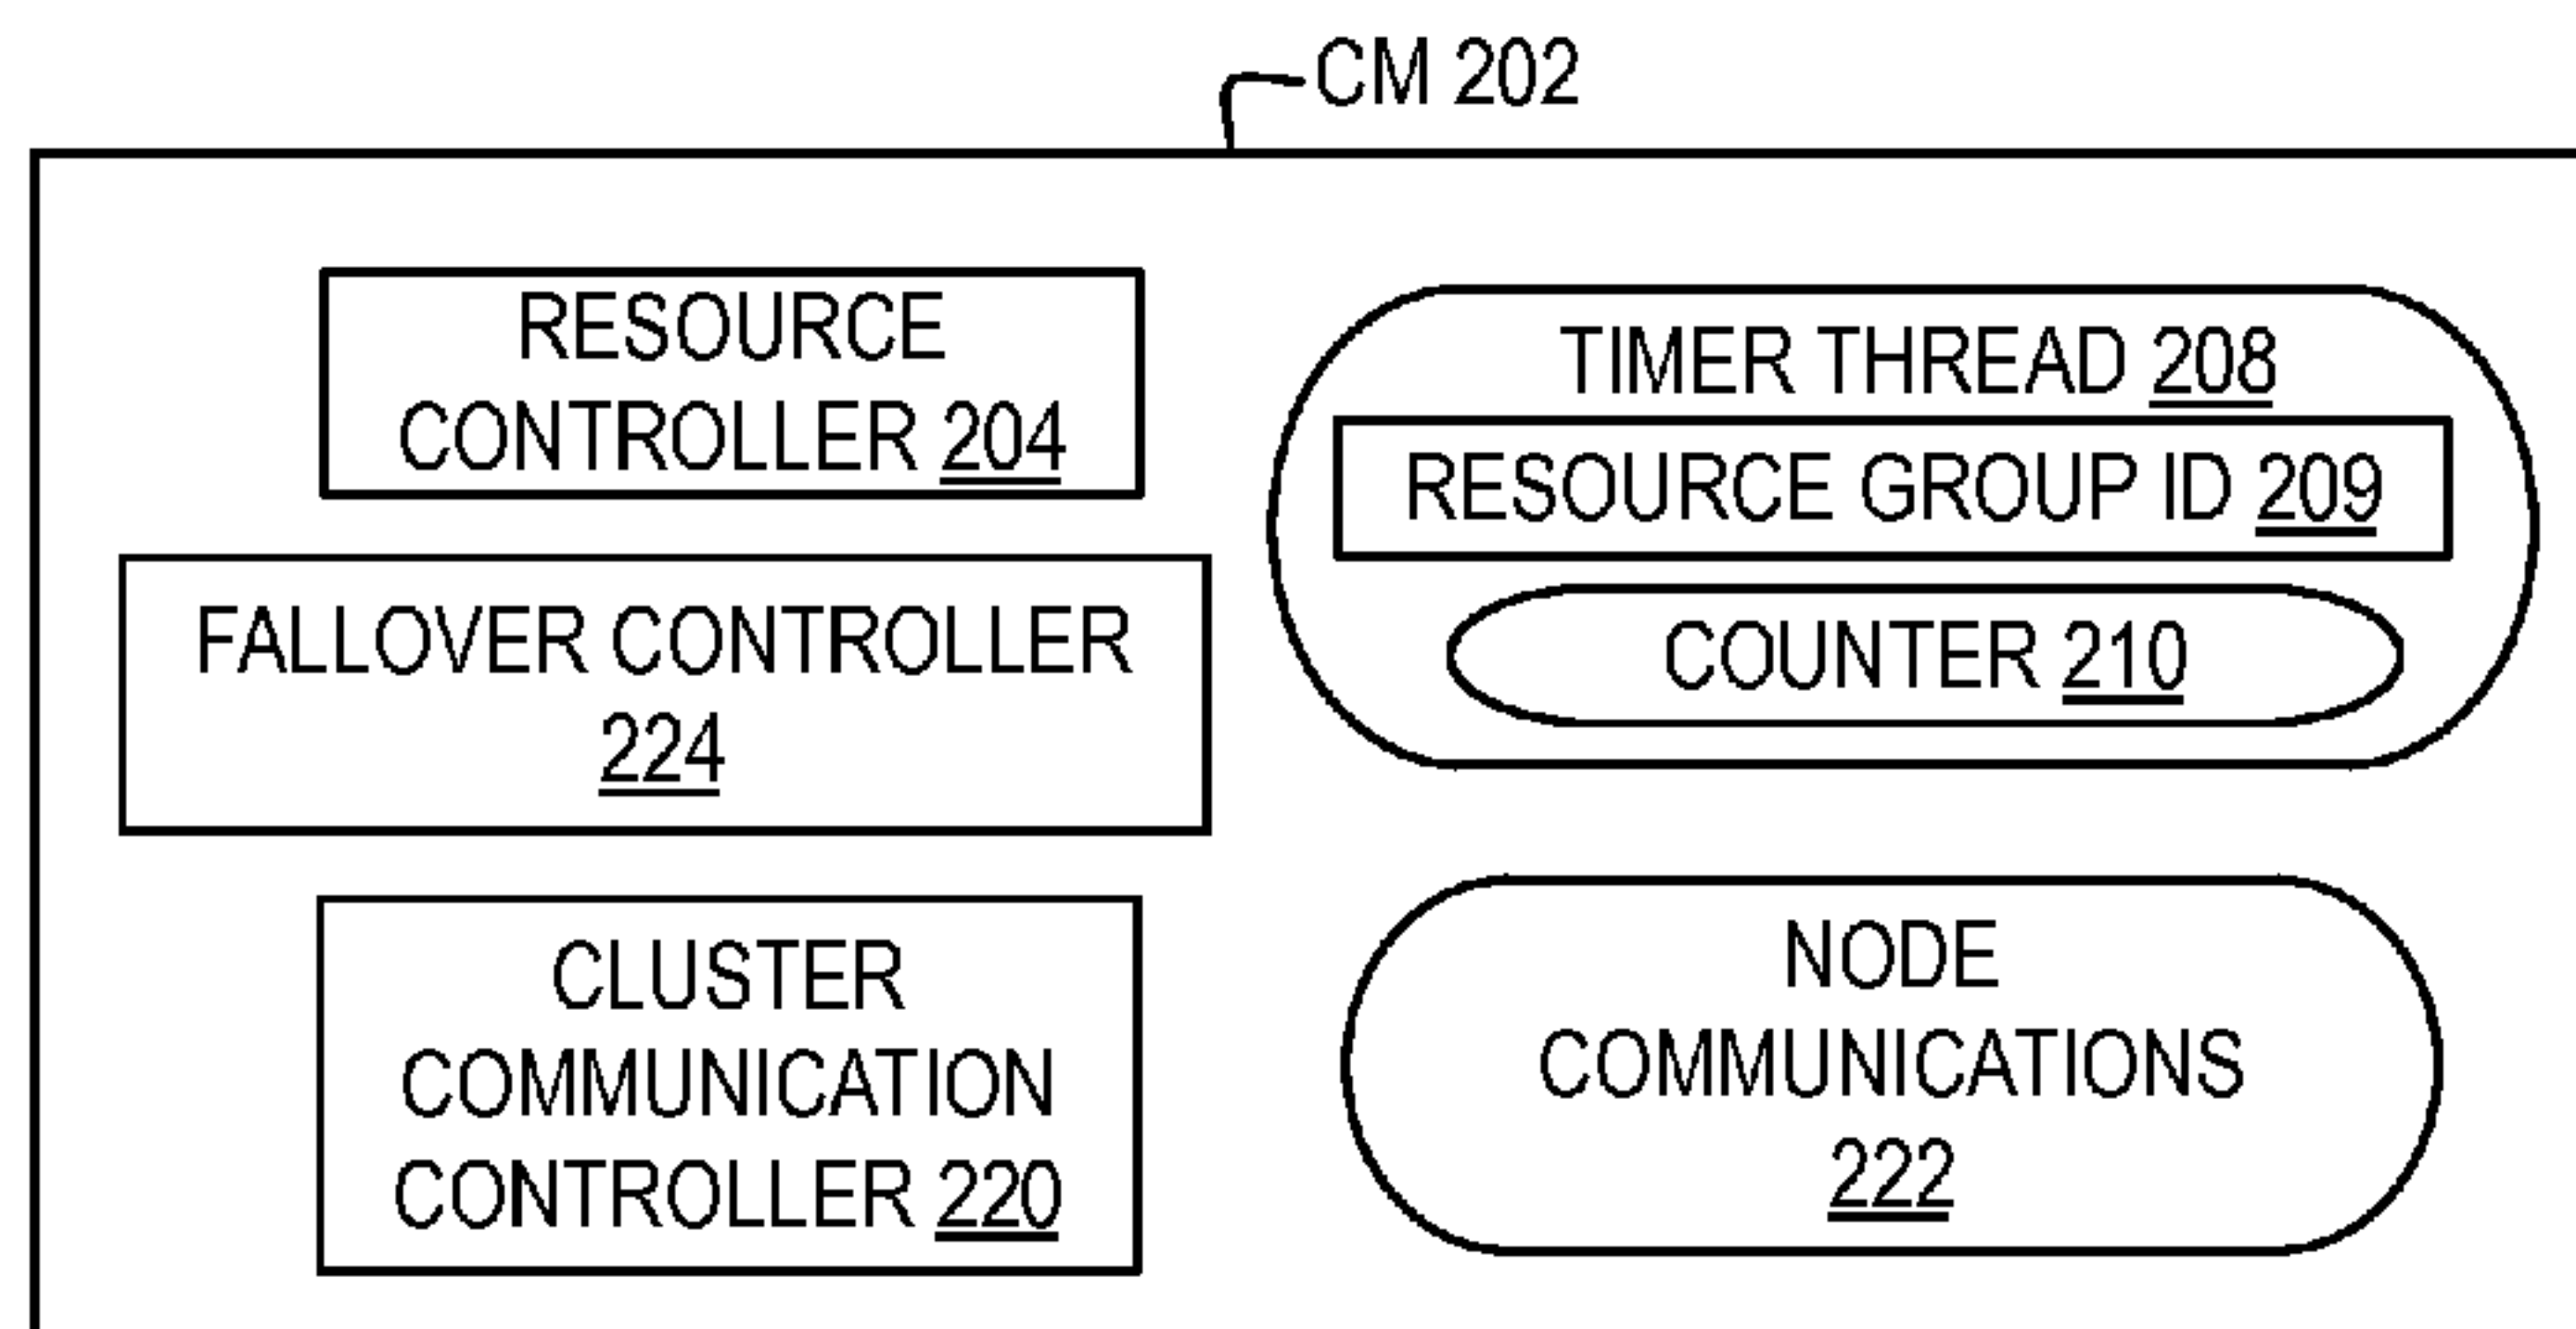 CM 202
RESOURCE
CONTROLLER 204
FALLOVER CONTROLLER
224
CLUSTER
COMMUNICATION
CONTROLLER 220
TIMER THREAD 208
RESOURCE GROUP ID 209
COUNTER 210
NODE
COMMUNICATIONS
222